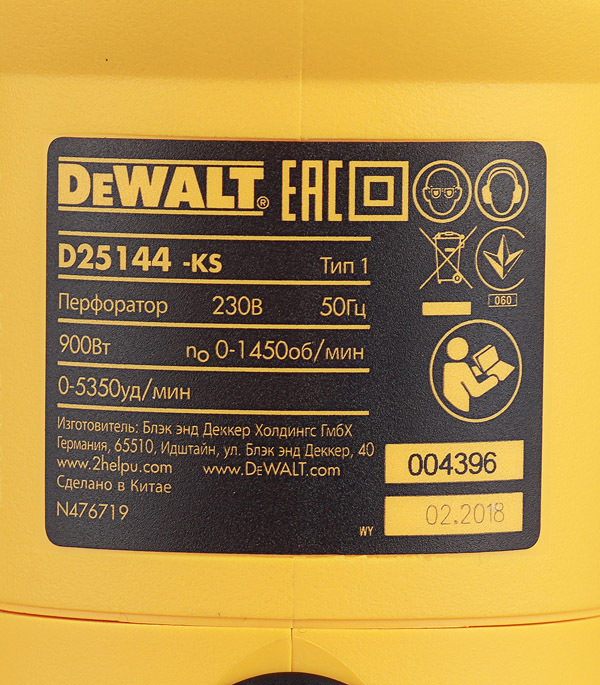 DEWALT® EAC
D25144 -KS Тип 1
Перфоратор 230В 50Гц
900Вт no 0-1450об/мин
0-5350уд/мин
Изготовитель: Блэк энд Деккер Холдингс ГмбХ
Германия, 65510, Идштайн, ул. Блэк энд Деккер, 40
www.2helpu.com www.DEWALT.com
Сделано в Китае
N476719
060
004396
WY 02.2018